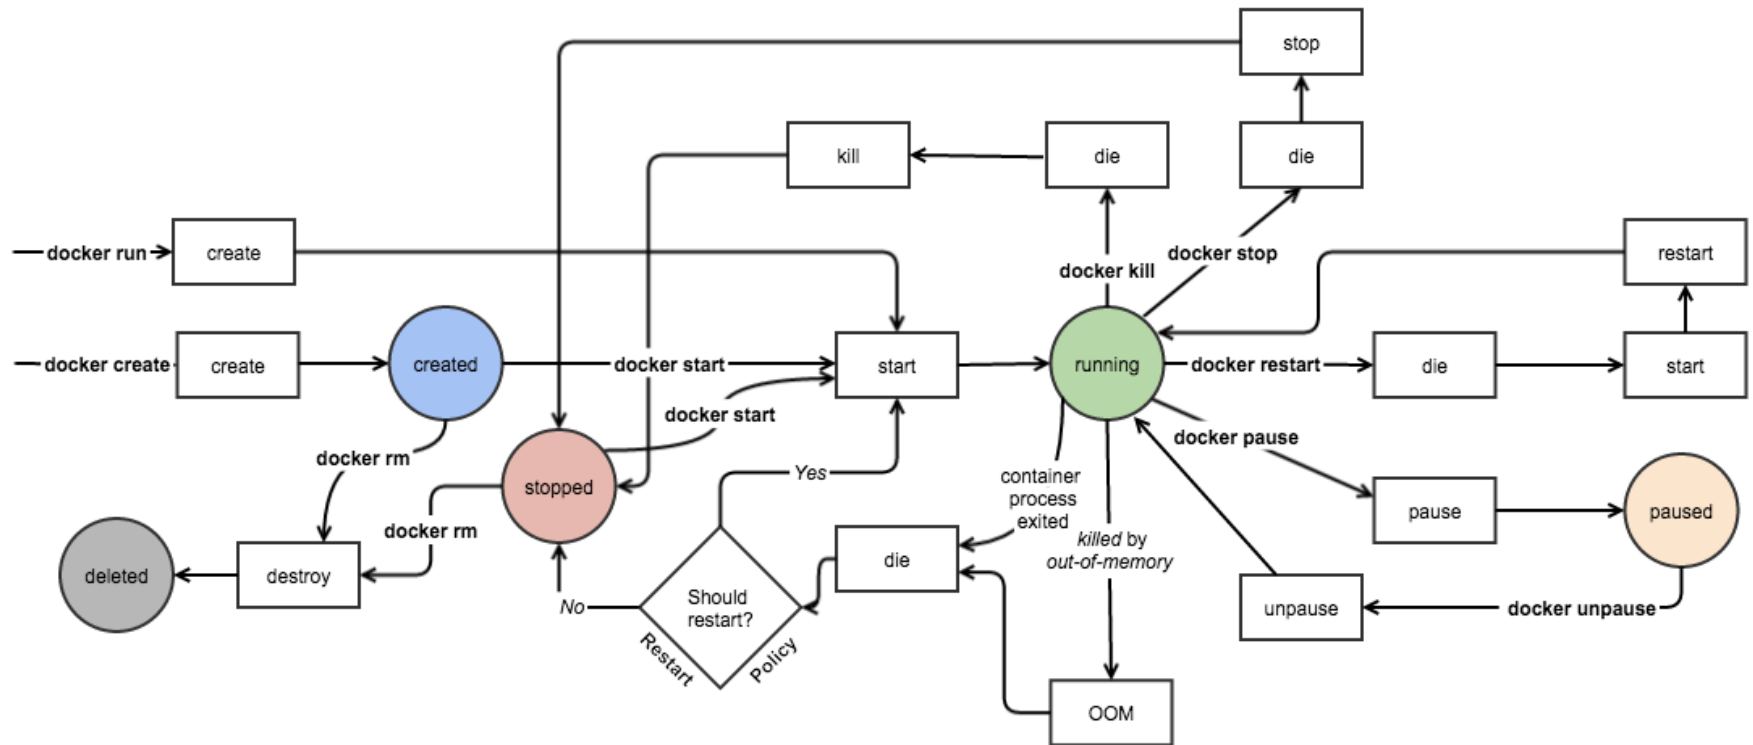 stop
kill
die
die
docker run
create
docker kill
docker stop
restart
docker create
create
created
docker start
start
running
docker restart
die
start
docker start
docker pause
docker rm
stopped
Yes
container
process
exited
pause
paused
docker rm
deleted
destroy
die
killed by
out-of-memory
No
Should
restart?
Restart
Policy
unpause
docker unpause
OOM